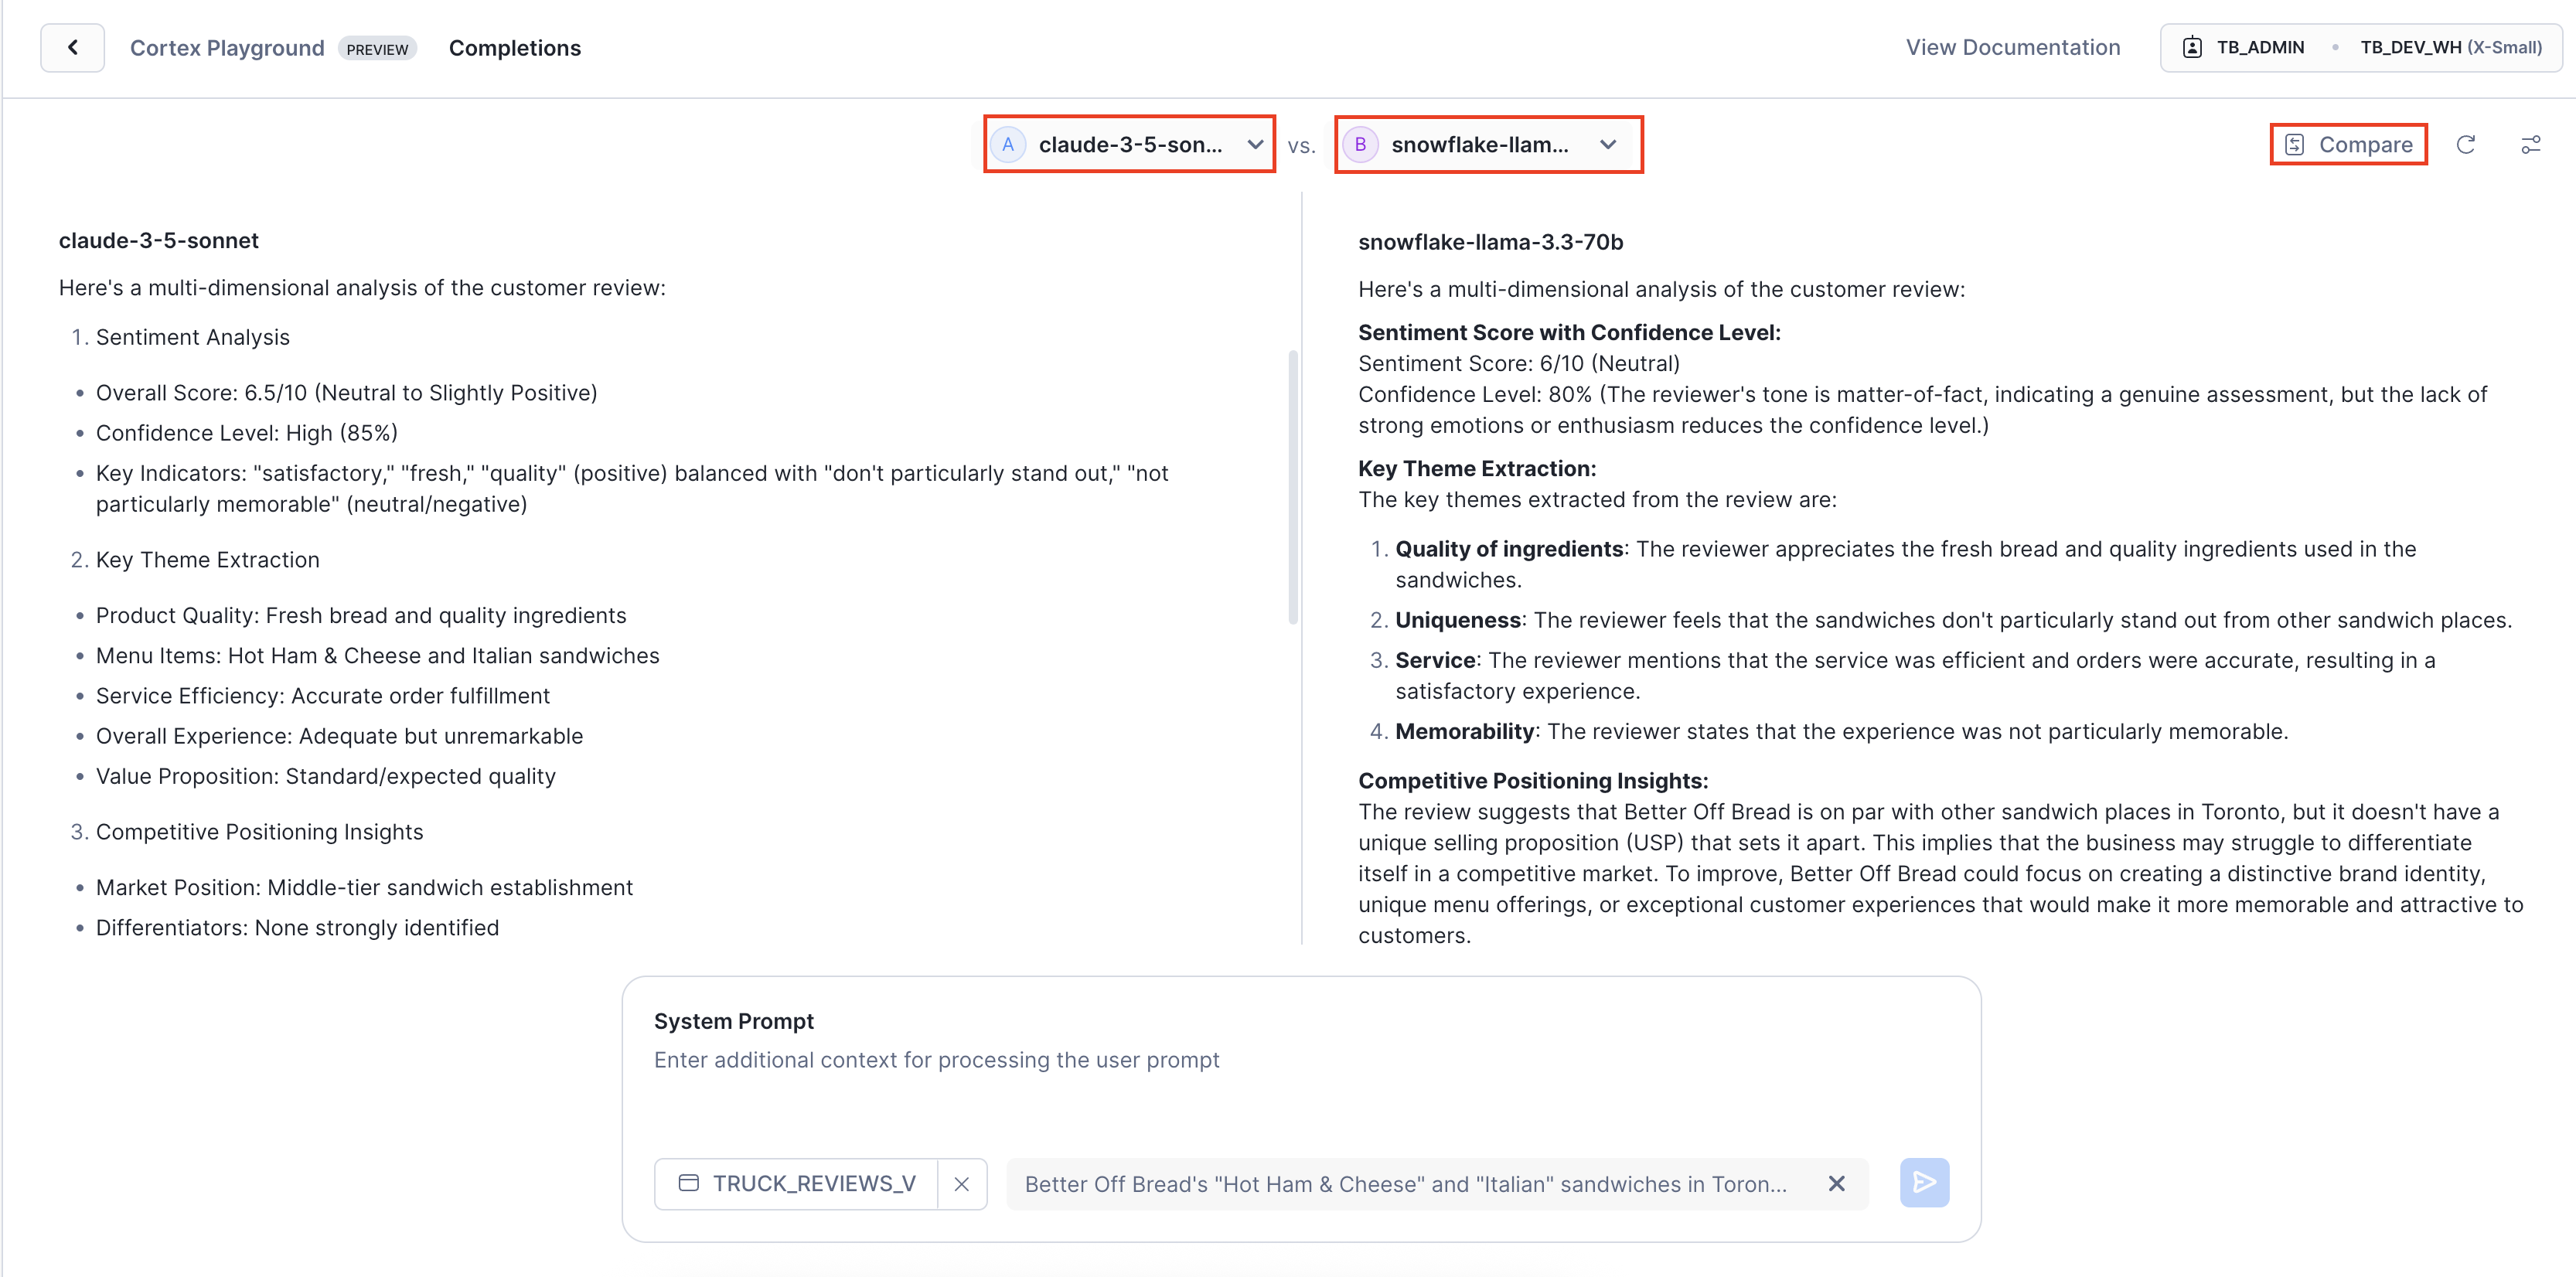 Cortex Playground PREVIEW Completions
View Documentation TB_ADMIN • TB_DEV_WH (X-Small)
A claude-3-5-son... vs. B snowflake-llam...
Compare
claude-3-5-sonnet
Here's a multi-dimensional analysis of the customer review:
1. Sentiment Analysis
• Overall Score: 6.5/10 (Neutral to Slightly Positive)
• Confidence Level: High (85%)
• Key Indicators: "satisfactory," "fresh," "quality" (positive) balanced with "don't particularly stand out," "not
particularly memorable" (neutral/negative)
2. Key Theme Extraction
• Product Quality: Fresh bread and quality ingredients
• Menu Items: Hot Ham & Cheese and Italian sandwiches
• Service Efficiency: Accurate order fulfillment
• Overall Experience: Adequate but unremarkable
• Value Proposition: Standard/expected quality
3. Competitive Positioning Insights
• Market Position: Middle-tier sandwich establishment
• Differentiators: None strongly identified
snowflake-llama-3.3-70b
Here's a multi-dimensional analysis of the customer review:
Sentiment Score with Confidence Level:
Sentiment Score: 6/10 (Neutral)
Confidence Level: 80% (The reviewer's tone is matter-of-fact, indicating a genuine assessment, but the lack of
strong emotions or enthusiasm reduces the confidence level.)
Key Theme Extraction:
The key themes extracted from the review are:
1. Quality of ingredients: The reviewer appreciates the fresh bread and quality ingredients used in the
sandwiches.
2. Uniqueness: The reviewer feels that the sandwiches don't particularly stand out from other sandwich places.
3. Service: The reviewer mentions that the service was efficient and orders were accurate, resulting in a
satisfactory experience.
4. Memorability: The reviewer states that the experience was not particularly memorable.
Competitive Positioning Insights:
The review suggests that Better Off Bread is on par with other sandwich places in Toronto, but it doesn't have a
unique selling proposition (USP) that sets it apart. This implies that the business may struggle to differentiate
itself in a competitive market. To improve, Better Off Bread could focus on creating a distinctive brand identity,
unique menu offerings, or exceptional customer experiences that would make it more memorable and attractive to
customers.
System Prompt
Enter additional context for processing the user prompt
TRUCK_REVIEWS_V
Better Off Bread's "Hot Ham & Cheese" and "Italian" sandwiches in Toron...